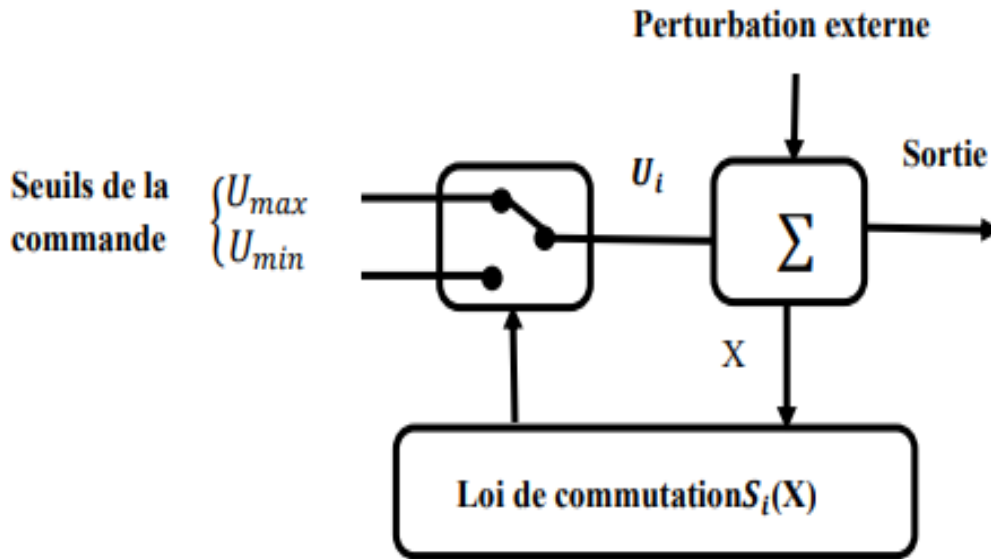 Perturbation externe
Sortie
Seuils de la
commande
U_max
U_min
U_i
∑
X
Loi de commutationS_i(X)